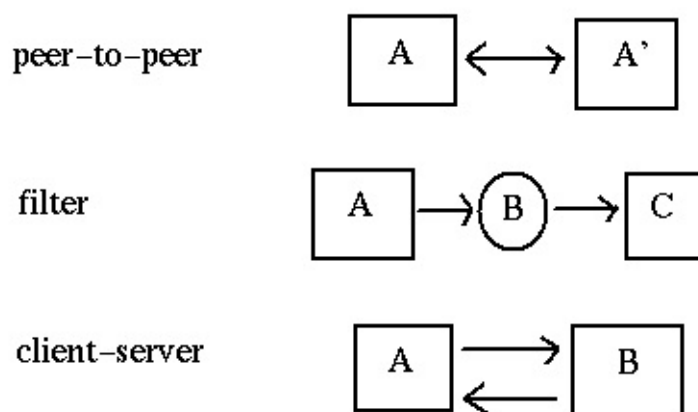 peer-to-peer A A'
filter A B C
client-server A B